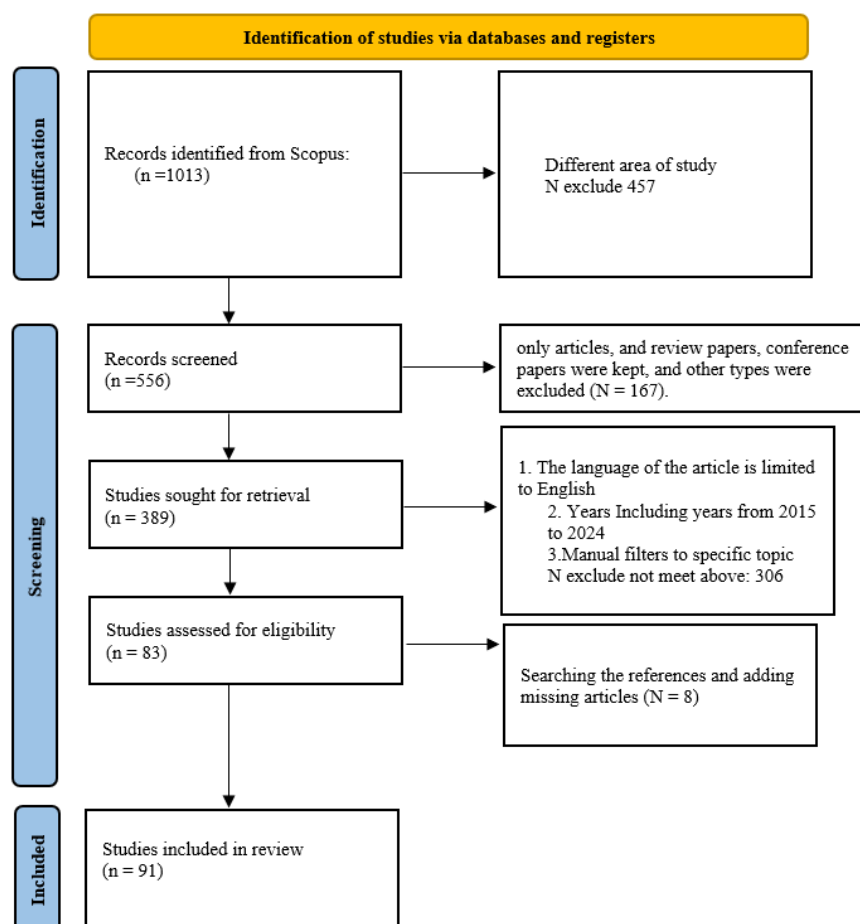 Identification of studies via databases and registers
Identification
Records identified from Scopus:
(n =1013)
Different area of study
N exclude 457
Screening
Records screened
(n =556)
only articles, and review papers, conference
papers were kept, and other types were
excluded (N = 167).
Studies sought for retrieval
(n = 389)
1. The language of the article is limited
to English
2. Years Including years from 2015
to 2024
3.Manual filters to specific topic
N exclude not meet above: 306
Studies assessed for eligibility
(n = 83)
Searching the references and adding
missing articles (N = 8)
Included
Studies included in review
(n = 91)